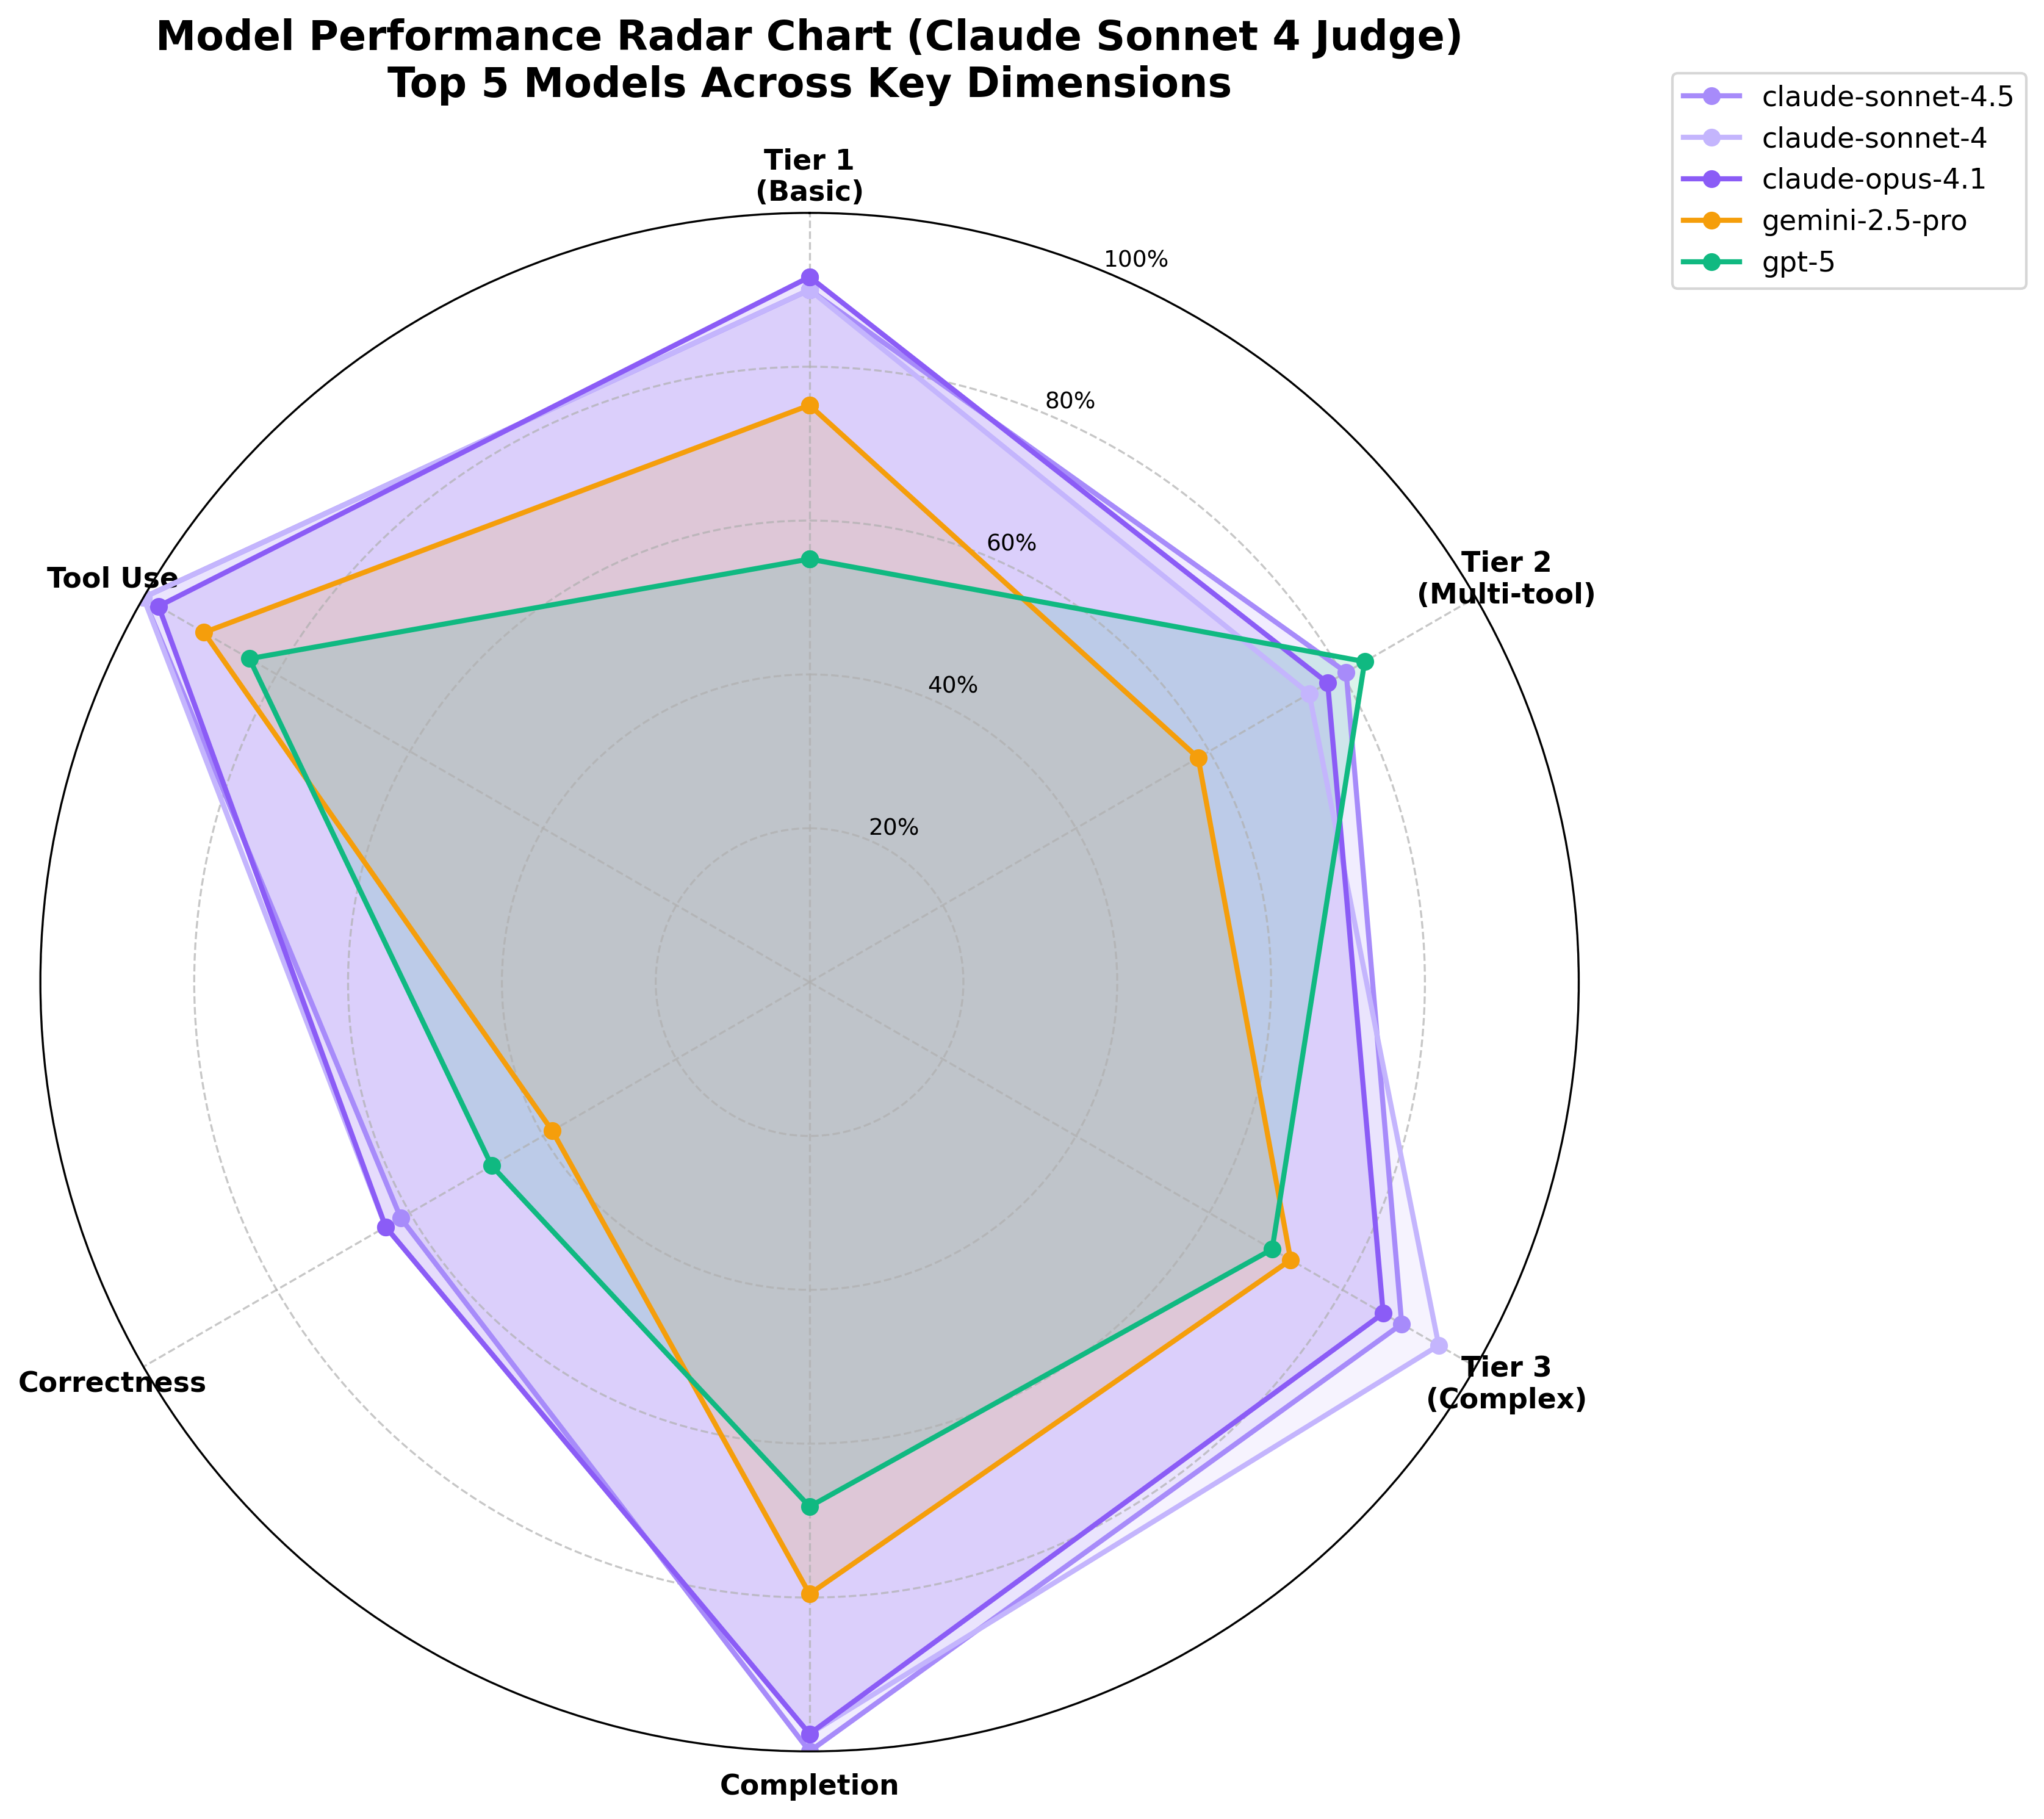 Model Performance Radar Chart (Claude Sonnet 4 Judge)
Top 5 Models Across Key Dimensions
claude-sonnet-4.5
claude-sonnet-4
claude-opus-4.1
gemini-2.5-pro
gpt-5
Tier 1
(Basic)
100%
80%
60%
40%
20%
Tier 2
(Multi-tool)
Tool Use
Tier 3
(Complex)
Correctness
Completion